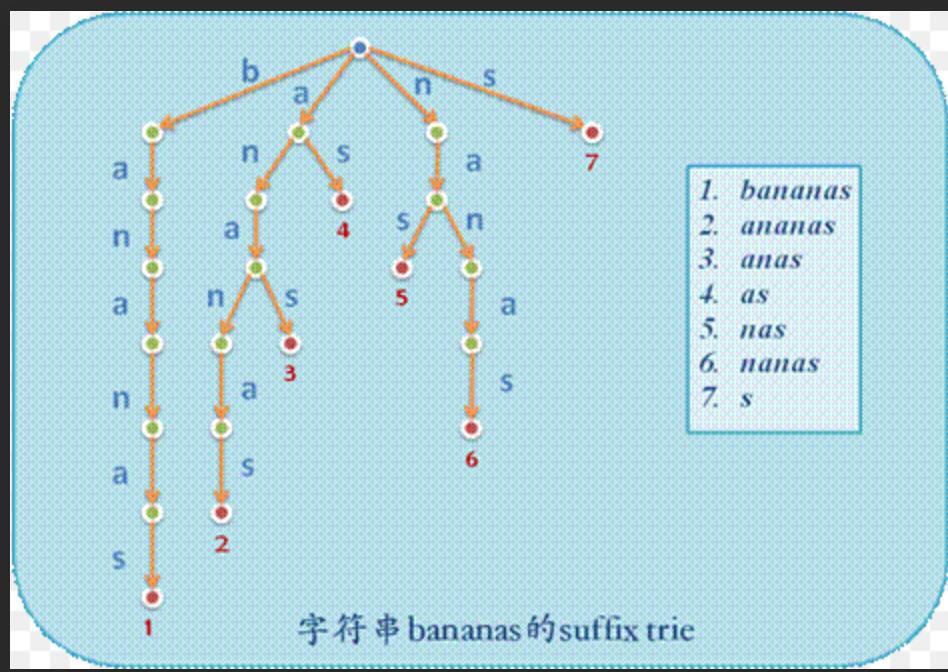 b a n s
a n s a 7
n a 4 s n
a n s 5 a
n 3 a s
a s 6
s 2
1
1. bananas
2. ananas
3. anas
4. as
5. nas
6. nanas
7. s
字符串bananas的suffix trie